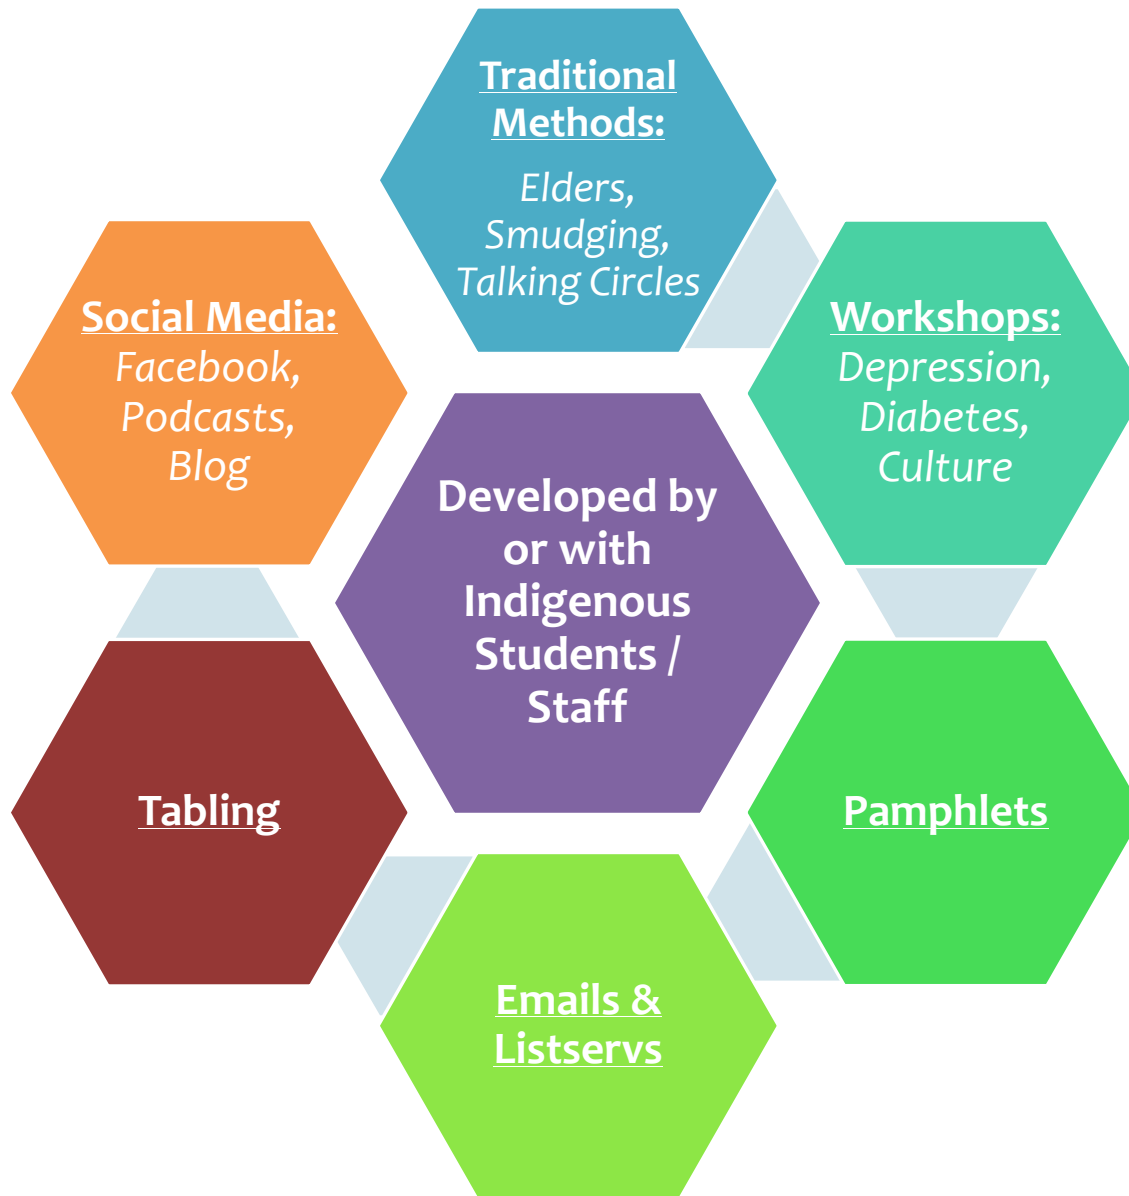 Traditional
Methods:
Elders,
Smudging,
Talking Circles
Social Media:
Facebook,
Podcasts,
Blog
Workshops:
Depression,
Diabetes,
Culture
Developed by
or with
Indigenous
Students /
Staff
Tabling
Pamphlets
Emails &
Listservs